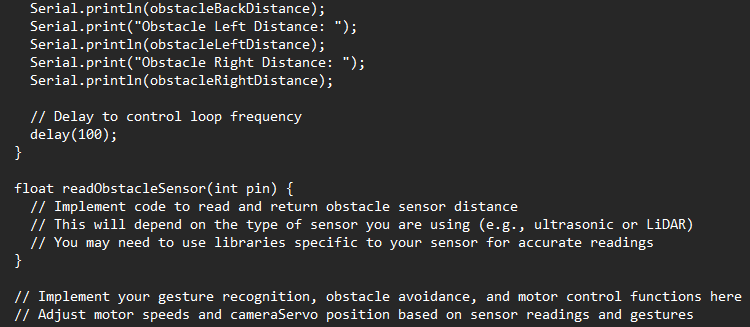 Serial.println(obstacleBackDistance);
Serial.print("Obstacle Left Distance: ");
Serial.println(obstacleLeftDistance);
Serial.print("Obstacle Right Distance: ");
Serial.println(obstacleRightDistance);
// Delay to control loop frequency
delay(100);
}
float readObstacleSensor(int pin) {
// Implement code to read and return obstacle sensor distance
// This will depend on the type of sensor you are using (e.g., ultrasonic or LiDAR)
// You may need to use libraries specific to your sensor for accurate readings
}
// Implement your gesture recognition, obstacle avoidance, and motor control functions here
// Adjust motor speeds and cameraServo position based on sensor readings and gestures